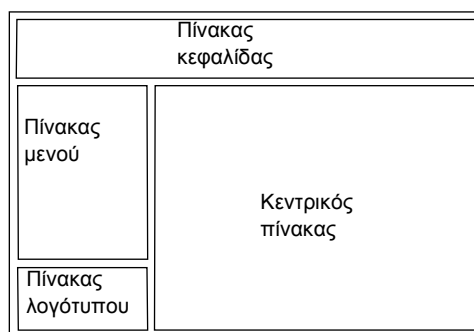 Πίνακας
κεφαλίδας
Πίνακας
μενού
Κεντρικός
πίνακας
Πίνακας
λογότυπου